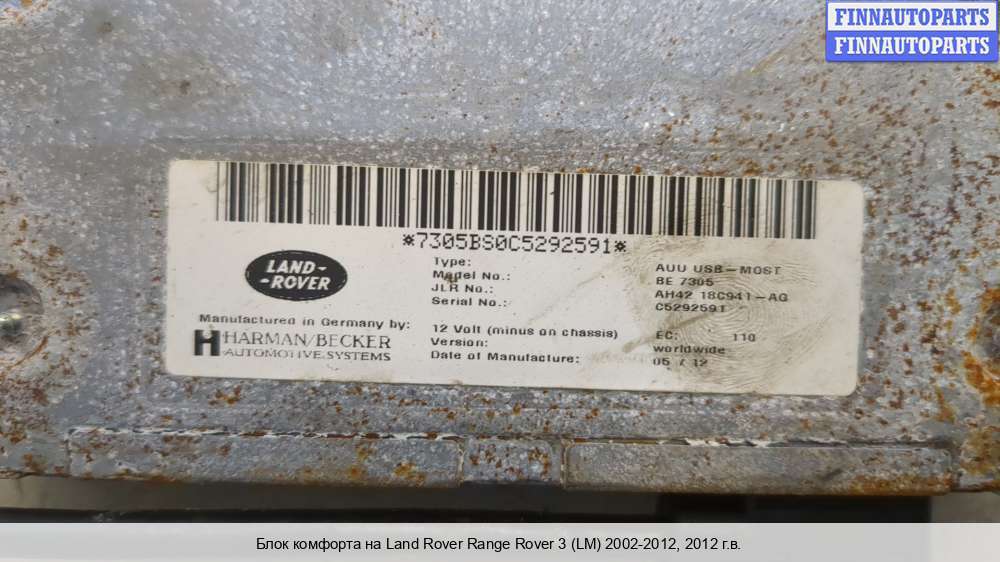 FINNAUTOPARTS
FINNAUTOPARTS
*7305BS0C5292591*
LAND-
-ROVER
Type: AUU USB-MOST
Model No.: BE 7305
JLR No.: AH42 18C941-AG
Serial No.: C5292591
Manufactured in Germany by:
HARMAN/BECKER
AUTOMOTIVE SYSTEMS
12 Volt (minus on chassis) EC: 110
Version: worldwide
Date of Manufacture: 05 / 12
Блок комфорта на Land Rover Range Rover 3 (LM) 2002-2012, 2012 г.в.